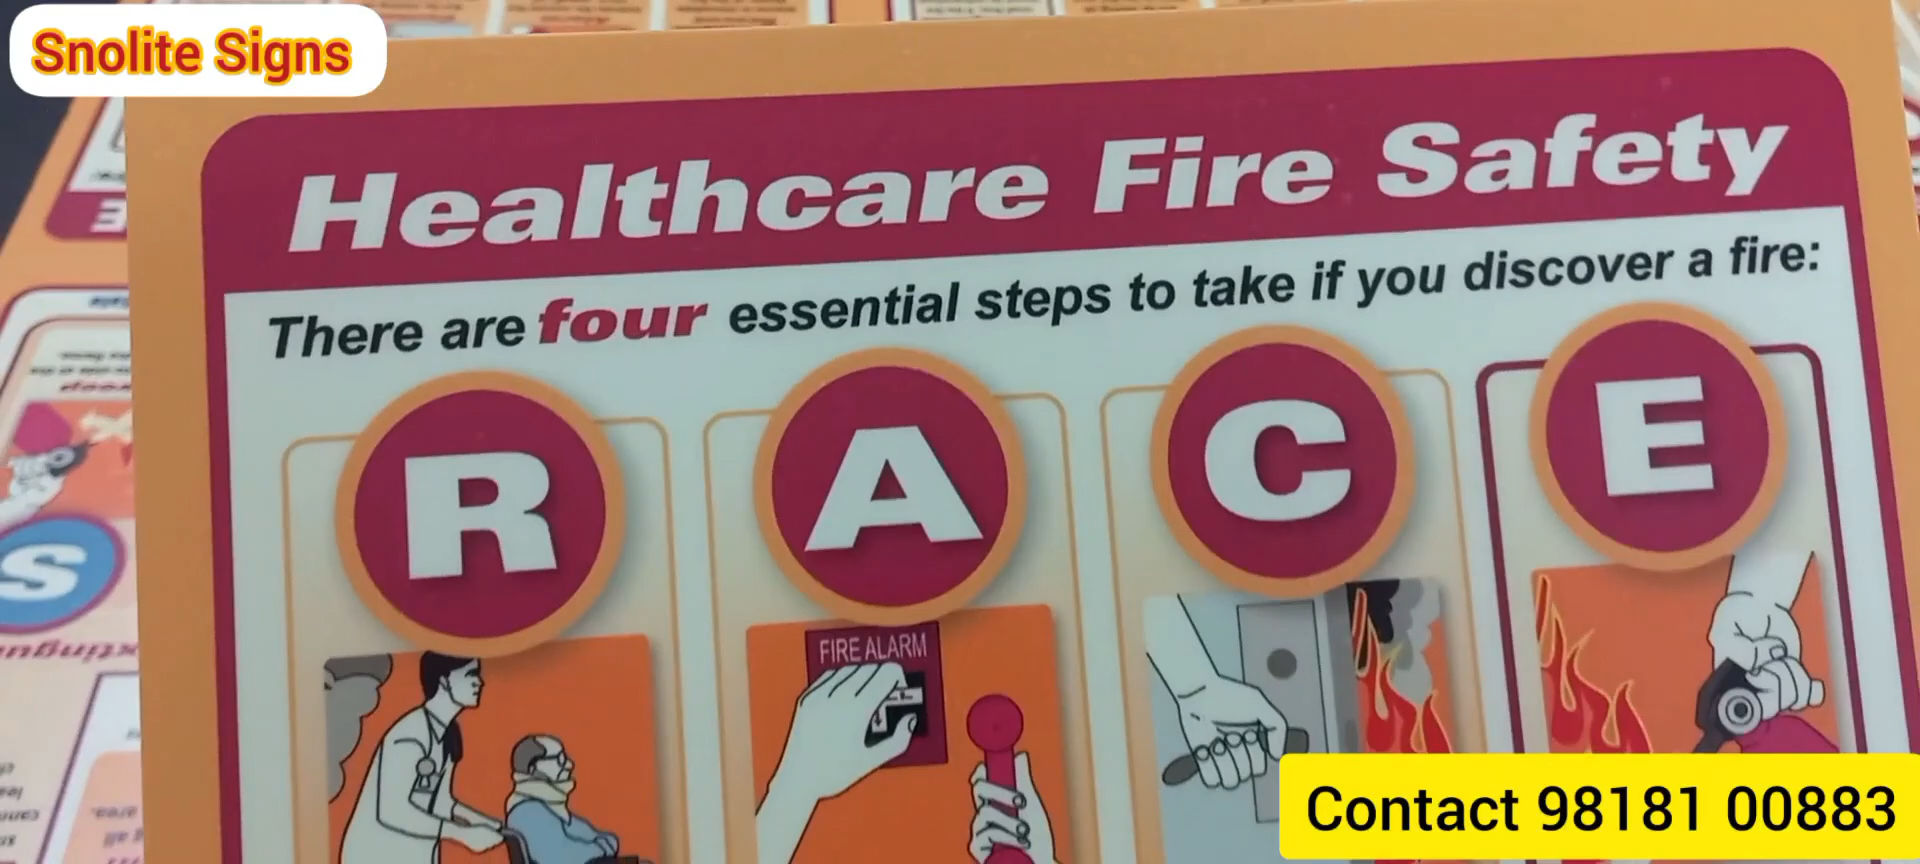 Snolite Signs
Healthcare Fire Safety
There are four essential steps to take if you discover a fire:
R A C E
FIRE ALARM
S
Contact 98181 00883